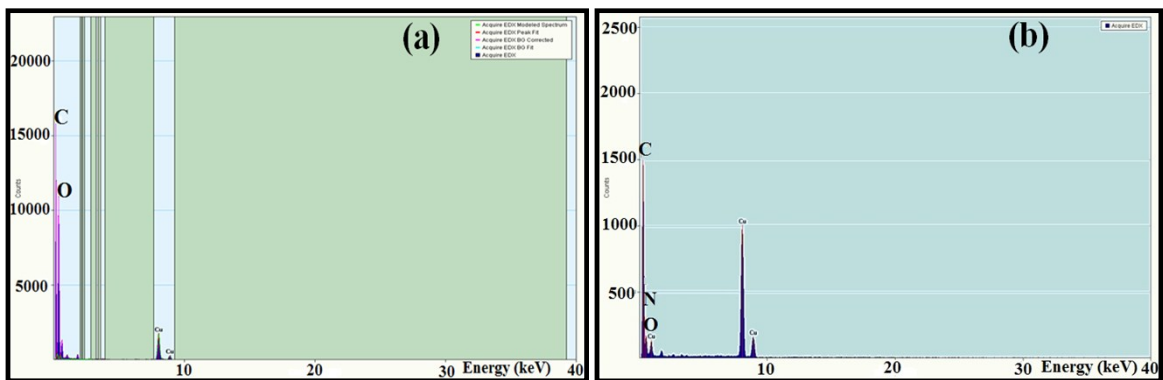 (a)
Acquire EDX Modeled Spectrum
Acquire EDX Peak Fit
Acquire EDX BG Corrected
Acquire EDX BG Fit
Acquire EDX
20000
C
15000
O
Counts
10000
5000
Cu
Cu
10
20
30
40
Energy (keV)
(b)
Acquire EDX
2500
2000
1500
C
Counts
1000
Cu
500
N
O
Cu
Cu
10
20
30
40
Energy (keV)